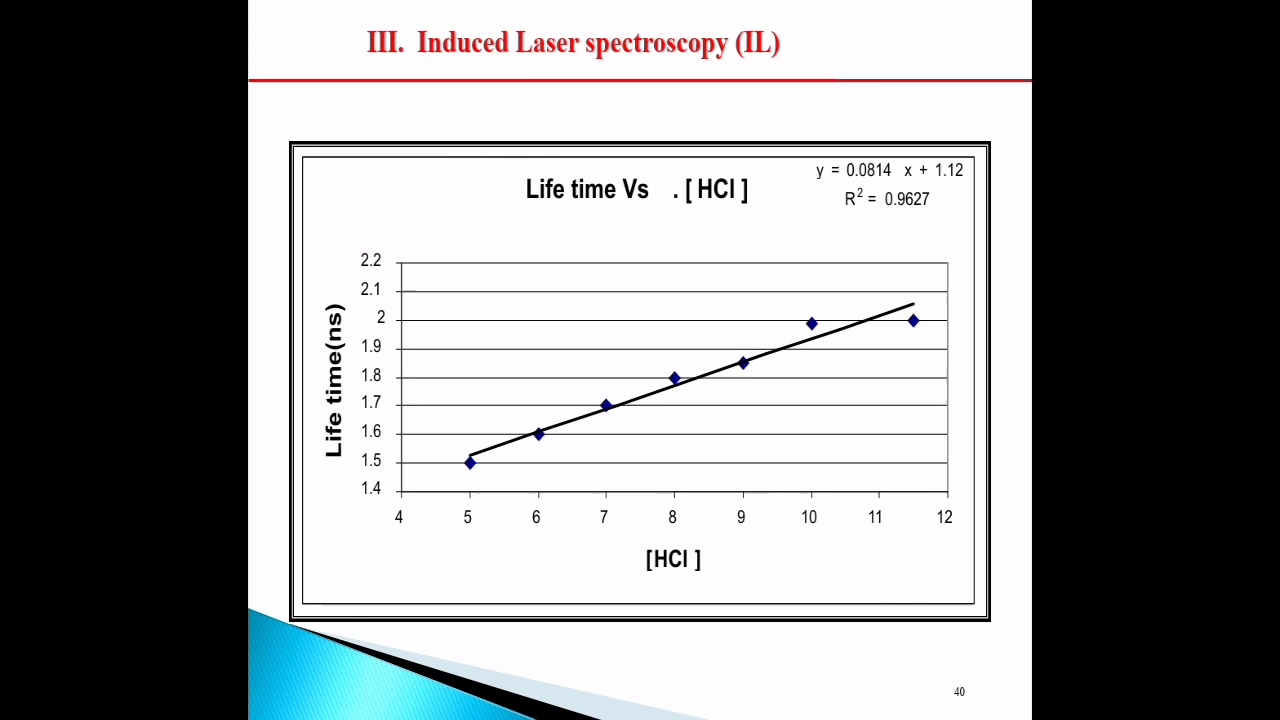 III. Induced Laser spectroscopy (IL)
y = 0.0814 x + 1.12
R2 = 0.9627
Life time Vs . [ HCl ]
Life time(ns)
2.2
2.1
2
1.9
1.8
1.7
1.6
1.5
1.4
4 5 6 7 8 9 10 11 12
[HCl ]
40